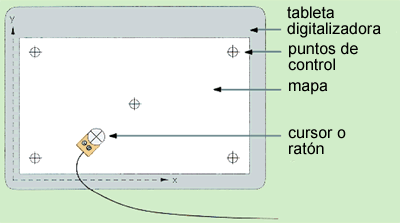 tableta
digitalizadora
puntos de
control
mapa
cursor o
ratón
y
x